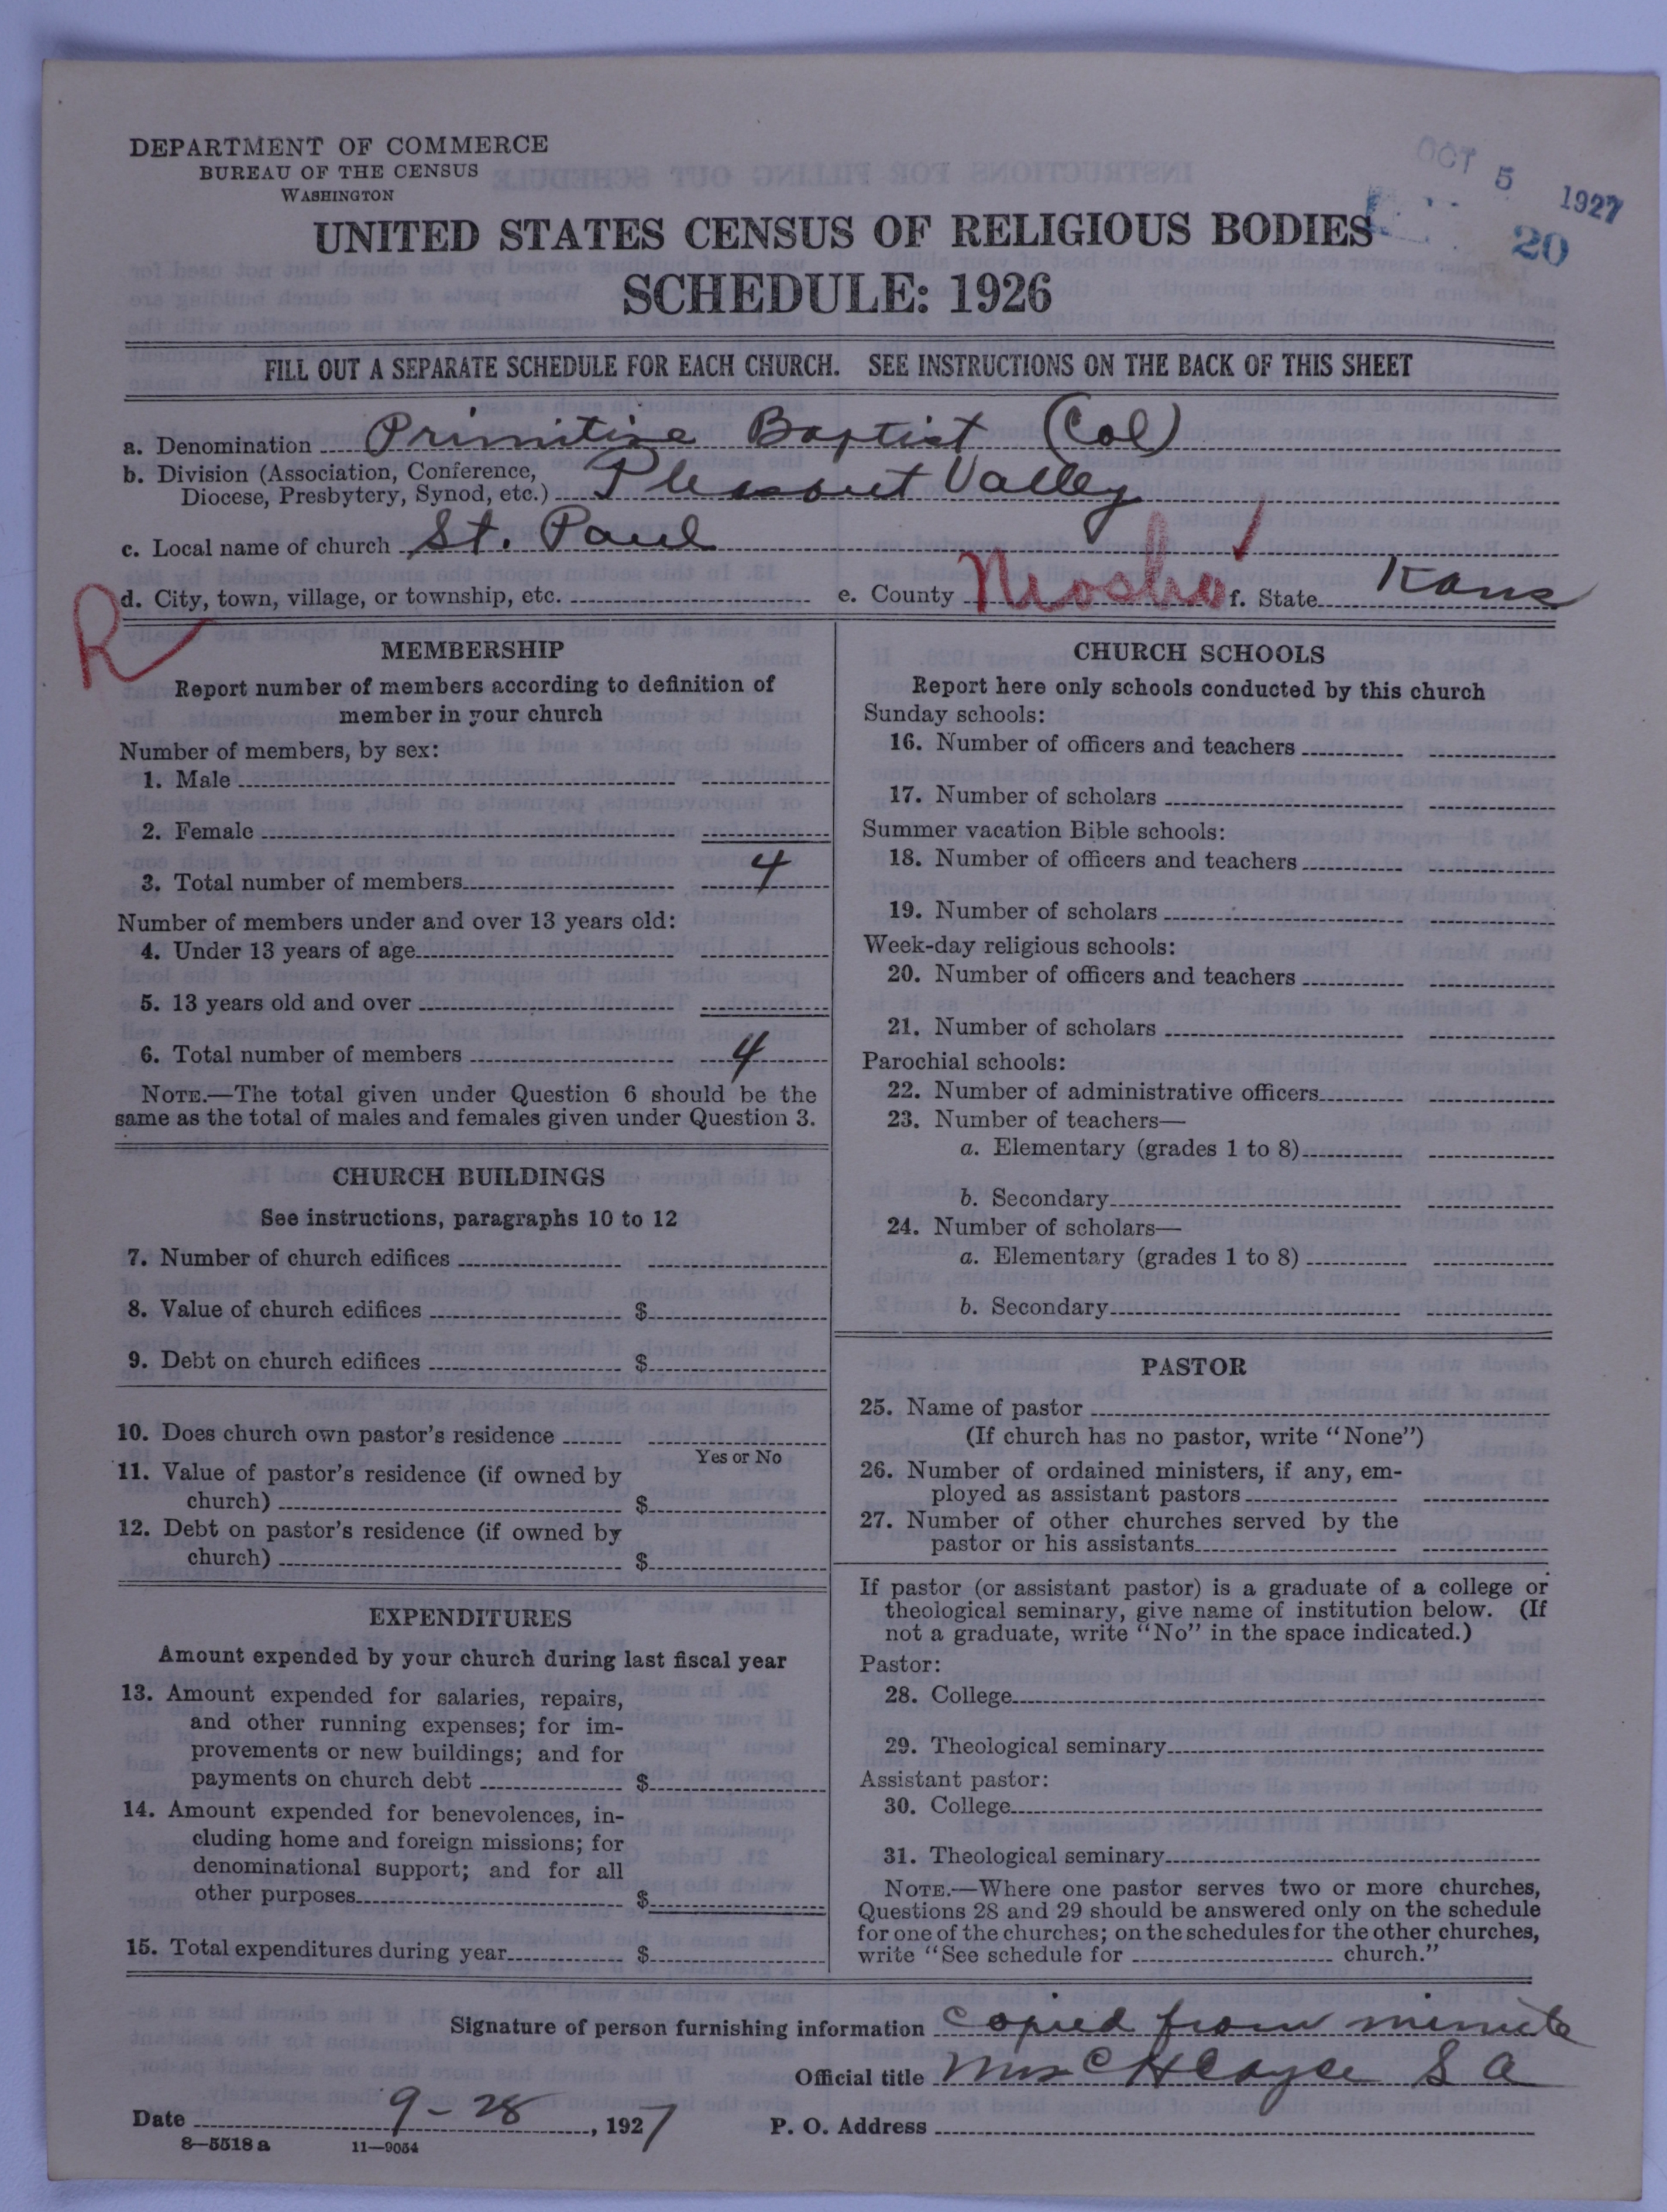 DEPARTMENT OF COMMERCE
BUREAU OF THE CENSUS
WASHINGTON
OCT 5 1927
20
UNITED STATES CENSUS OF RELIGIOUS BODIES
SCHEDULE: 1926
FILL OUT A SEPARATE SCHEDULE FOR EACH CHURCH. SEE INSTRUCTIONS ON THE BACK OF THIS SHEET
a. Denomination Primitive Baptist (Col)
b. Division (Association, Conference,
Diocese, Presbytery, Synod, etc.) Pleasant Valley
c. Local name of church St. Paul
d. City, town, village, or township, etc. e. County Neosho f. State Kans
R
MEMBERSHIP
Report number of members according to definition of
member in your church
Number of members, by sex:
1. Male
2. Female
3. Total number of members 4
Number of members under and over 13 years old:
4. Under 13 years of age
5. 13 years old and over
6. Total number of members 4
NOTE.—The total given under Question 6 should be the
same as the total of males and females given under Question 3.
CHURCH BUILDINGS
See instructions, paragraphs 10 to 12
7. Number of church edifices
8. Value of church edifices $
9. Debt on church edifices $
10. Does church own pastor's residence
Yes or No
11. Value of pastor's residence (if owned by
church) $
12. Debt on pastor's residence (if owned by
church) $
EXPENDITURES
Amount expended by your church during last fiscal year
13. Amount expended for salaries, repairs,
and other running expenses; for im-
provements or new buildings; and for
payments on church debt $
14. Amount expended for benevolences, in-
cluding home and foreign missions; for
denominational support; and for all
other purposes $
15. Total expenditures during year $
CHURCH SCHOOLS
Report here only schools conducted by this church
Sunday schools:
16. Number of officers and teachers
17. Number of scholars
Summer vacation Bible schools:
18. Number of officers and teachers
19. Number of scholars
Week-day religious schools:
20. Number of officers and teachers
21. Number of scholars
Parochial schools:
22. Number of administrative officers
23. Number of teachers—
a. Elementary (grades 1 to 8)
b. Secondary
24. Number of scholars—
a. Elementary (grades 1 to 8)
b. Secondary
PASTOR
25. Name of pastor
(If church has no pastor, write "None")
26. Number of ordained ministers, if any, em-
ployed as assistant pastors
27. Number of other churches served by the
pastor or his assistants
If pastor (or assistant pastor) is a graduate of a college or
theological seminary, give name of institution below. (If
not a graduate, write "No" in the space indicated.)
Pastor:
28. College
29. Theological seminary
Assistant pastor:
30. College
31. Theological seminary
NOTE.—Where one pastor serves two or more churches,
Questions 28 and 29 should be answered only on the schedule
for one of the churches; on the schedules for the other churches,
write "See schedule for church."
Signature of person furnishing information copied from minute
Official title Mrs C H Cayce S A
Date 9-28, 1927 P. O. Address
8—5518 a 11—9054